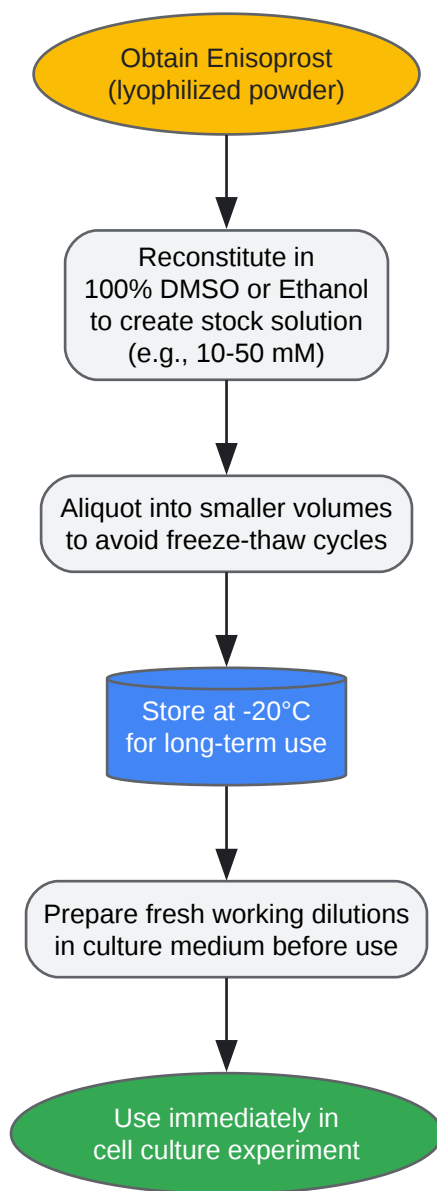 Obtain Enisoprost
(lyophilized powder)
Reconstitute in
100% DMSO or Ethanol
to create stock solution
(e.g., 10-50 mM)
Aliquot into smaller volumes
to avoid freeze-thaw cycles
Store at -20°C
for long-term use
Prepare fresh working dilutions
in culture medium before use
Use immediately in
cell culture experiment